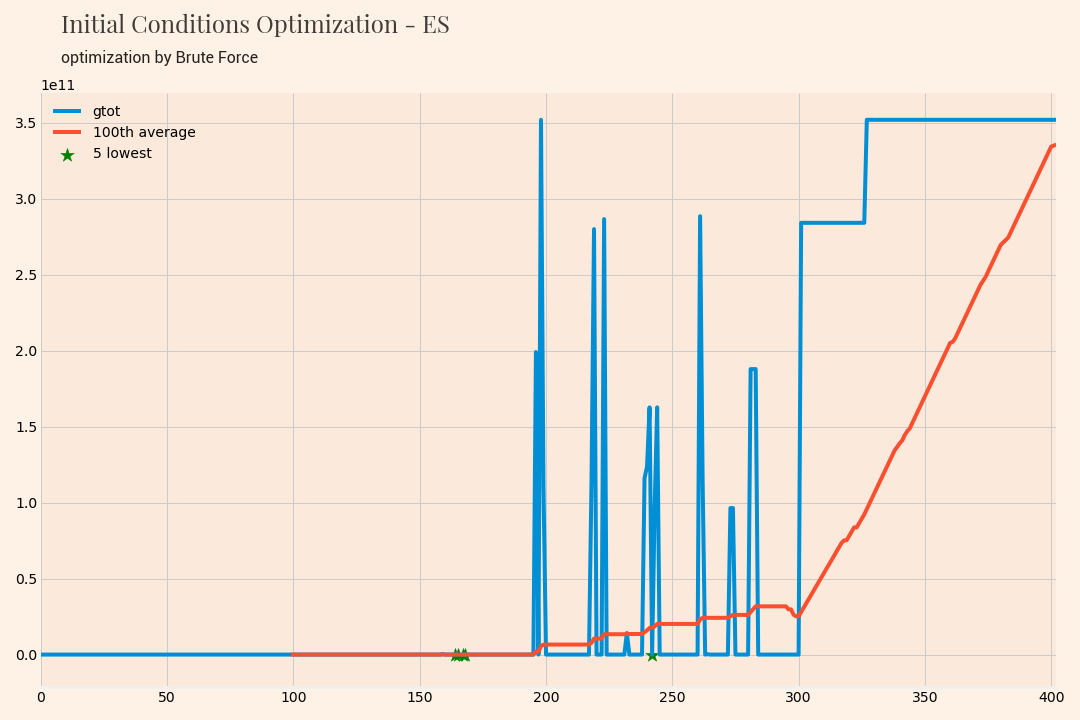 Initial Conditions Optimization - ES
optimization by Brute Force
1e11
gtot
100th average
5 lowest
3.5
3.0
2.5
2.0
1.5
1.0
0.5
0.0
0 50 100 150 200 250 300 350 400